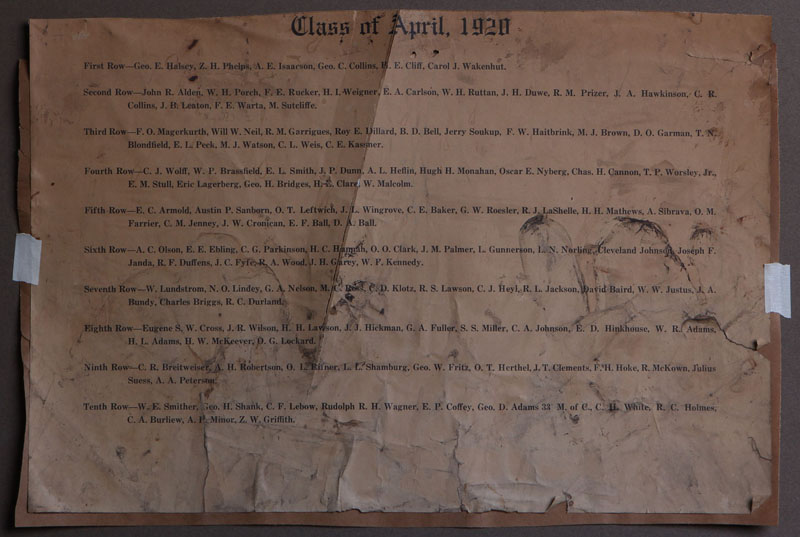 Class of April, 1920
First Row—Geo. E. Halsey, Z. H. Phelps, A. E. Isaarson, Geo. C. Collins, E. Cliff, Carol J. Wakenhut.
Second Row—John R. Alden, W. H. Porch, F. E. Rucker, H. I. Weigner, E. A. Carlson, W. H. Ruttan, J. H. Duwe, R. M. Prizer, J. A. Hawkinson, C. R.
Collins, J. H. Leaton, F. E. Warta, M. Sutcliffe.
Third Row—F. O. Magerkurth, Will W. Neil, R. M. Garrigues, Roy E. Dillard, B. D. Bell, Jerry Soukup, F. W. Haitbrink, M. J. Brown, D. O. Garman, T. N.
Blondfield, E. L. Peek, M. J. Watson, C. L. Weis, C. E. Kassner.
Fourth Row—C. J. Wolff, W. P. Brassfield, E. L. Smith, J. P. Dunn, A. L. Heflin, Hugh H. Monahan, Oscar E. Nyberg, Chas. H. Cannon, T. P. Worsley, Jr.,
E. M. Stull, Eric Lagerberg, Geo. H. Bridges, H. Clare, W. Malcolm.
Fifth Row—E. C. Armold, Austin P. Sanborn, O. T. Leftwich, J. L. Wingrove, C. E. Baker, G. W. Roesler, R. J. LaShelle, H. H. Mathews, A. Sibrava, O. M.
Farrier, C. M. Jenney, J. W. Cronican, E. F. Ball, D. A. Ball.
Sixth Row—A. C. Olson, E. E. Ebling, C. G. Parkinson, H. C. Hannah, O. O. Clark, J. M. Palmer, L. Gunnerson, L. N. Norling, Cleveland Johnson, Joseph F.
Janda, R. F. Duffens, J. C. Fyfe, R. A. Wood, J. H. Garey, W. F. Kennedy.
Seventh Row—W. Lundstrom, N. O. Lindey, G. A. Nelson, M. C. D. Klotz, R. S. Lawson, C. J. Heyl, R. L. Jackson, David Baird, W. W. Justus, J. A.
Bundy, Charles Briggs, R. C. Durland.
Eighth Row—Eugene S. W. Cross, J. R. Wilson, H. H. Lawson, J. J. Hickman, G. A. Fuller, S. S. Miller, C. A. Johnson, E. D. Hinkhouse, W. R. Adams,
H. L. Adams, H. W. McKeever, O. G. Lockard.
Ninth Row—C. R. Breitweiser, A. H. Robertson, O. L. Rifner, L. L. Shamburg, Geo. W. Fritz, O. T. Herthel, J. T. Clements, F. H. Hoke, R. McKown, Julius
Suess, A. A. Peterson.
Tenth Row—W. E. Smither, Geo. H. Shank, C. F. Lebow, Rudolph R. H. Wagner, E. P. Coffey, Geo. D. Adams 33 M. of C., C. H. White, R. C. Holmes,
C. A. Burliew, A. P. Minor, Z. W. Griffith.